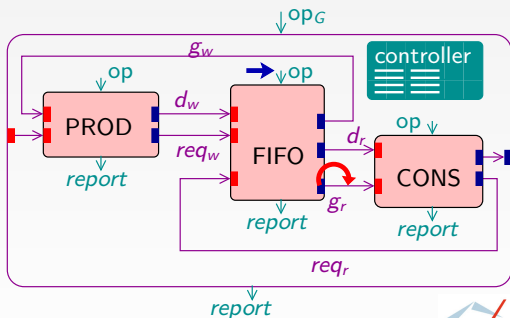 op_G
g_w
controller
op
op
d_w
PROD
req_w
FIFO
d_r
op
CONS
report
report
g_r
report
req_r
report